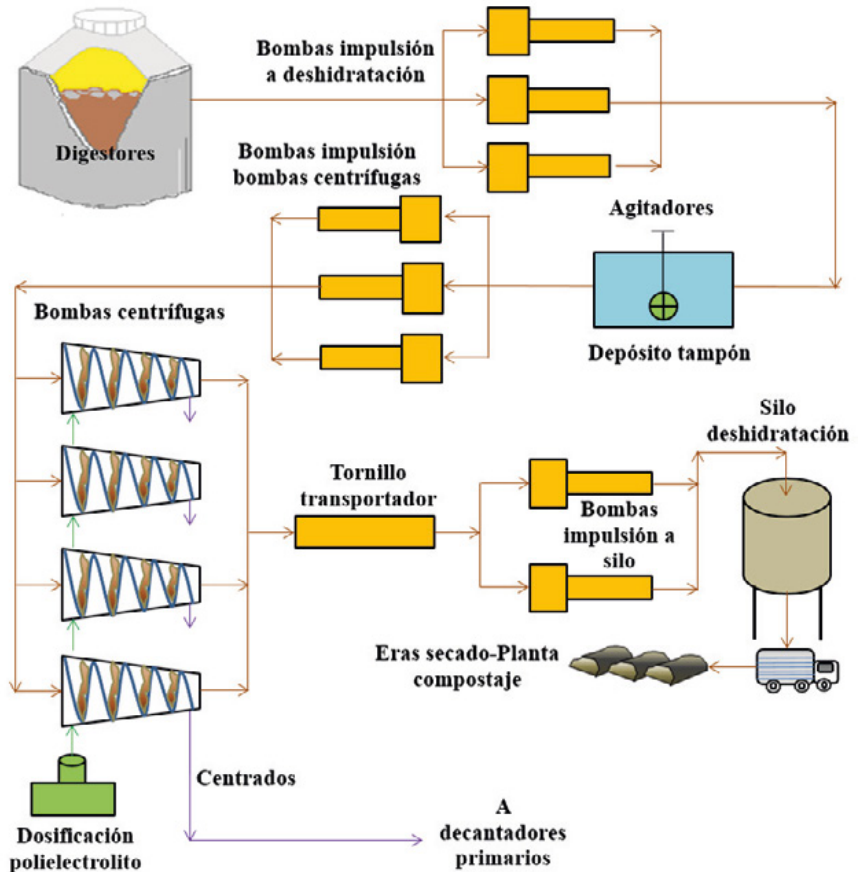 Bombas impulsión
a deshidratación
Digestores
Bombas impulsión
bombas centrífugas
Agitadores
Depósito tampón
Bombas centrífugas
Silo
deshidratación
Tornillo
transportador
Bombas
impulsión a
silo
Eras secado-Planta
compostaje
Centrados
Dosificación
polielectrolito
A
decantadores
primarios